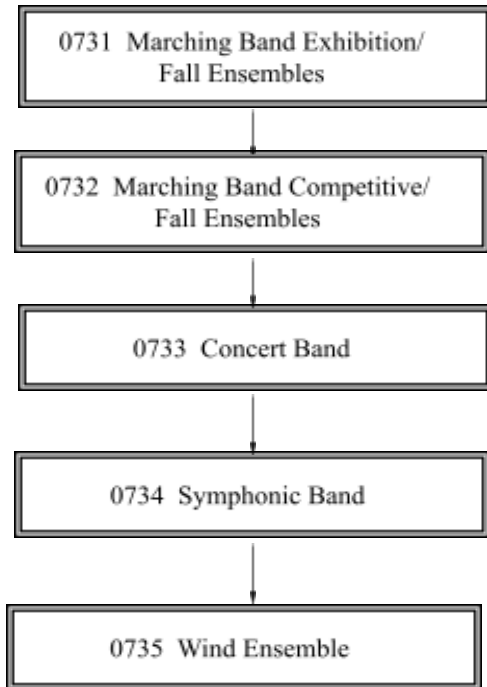 0731 Marching Band Exhibition/
Fall Ensembles
0732 Marching Band Competitive/
Fall Ensembles
0733 Concert Band
0734 Symphonic Band
0735 Wind Ensemble